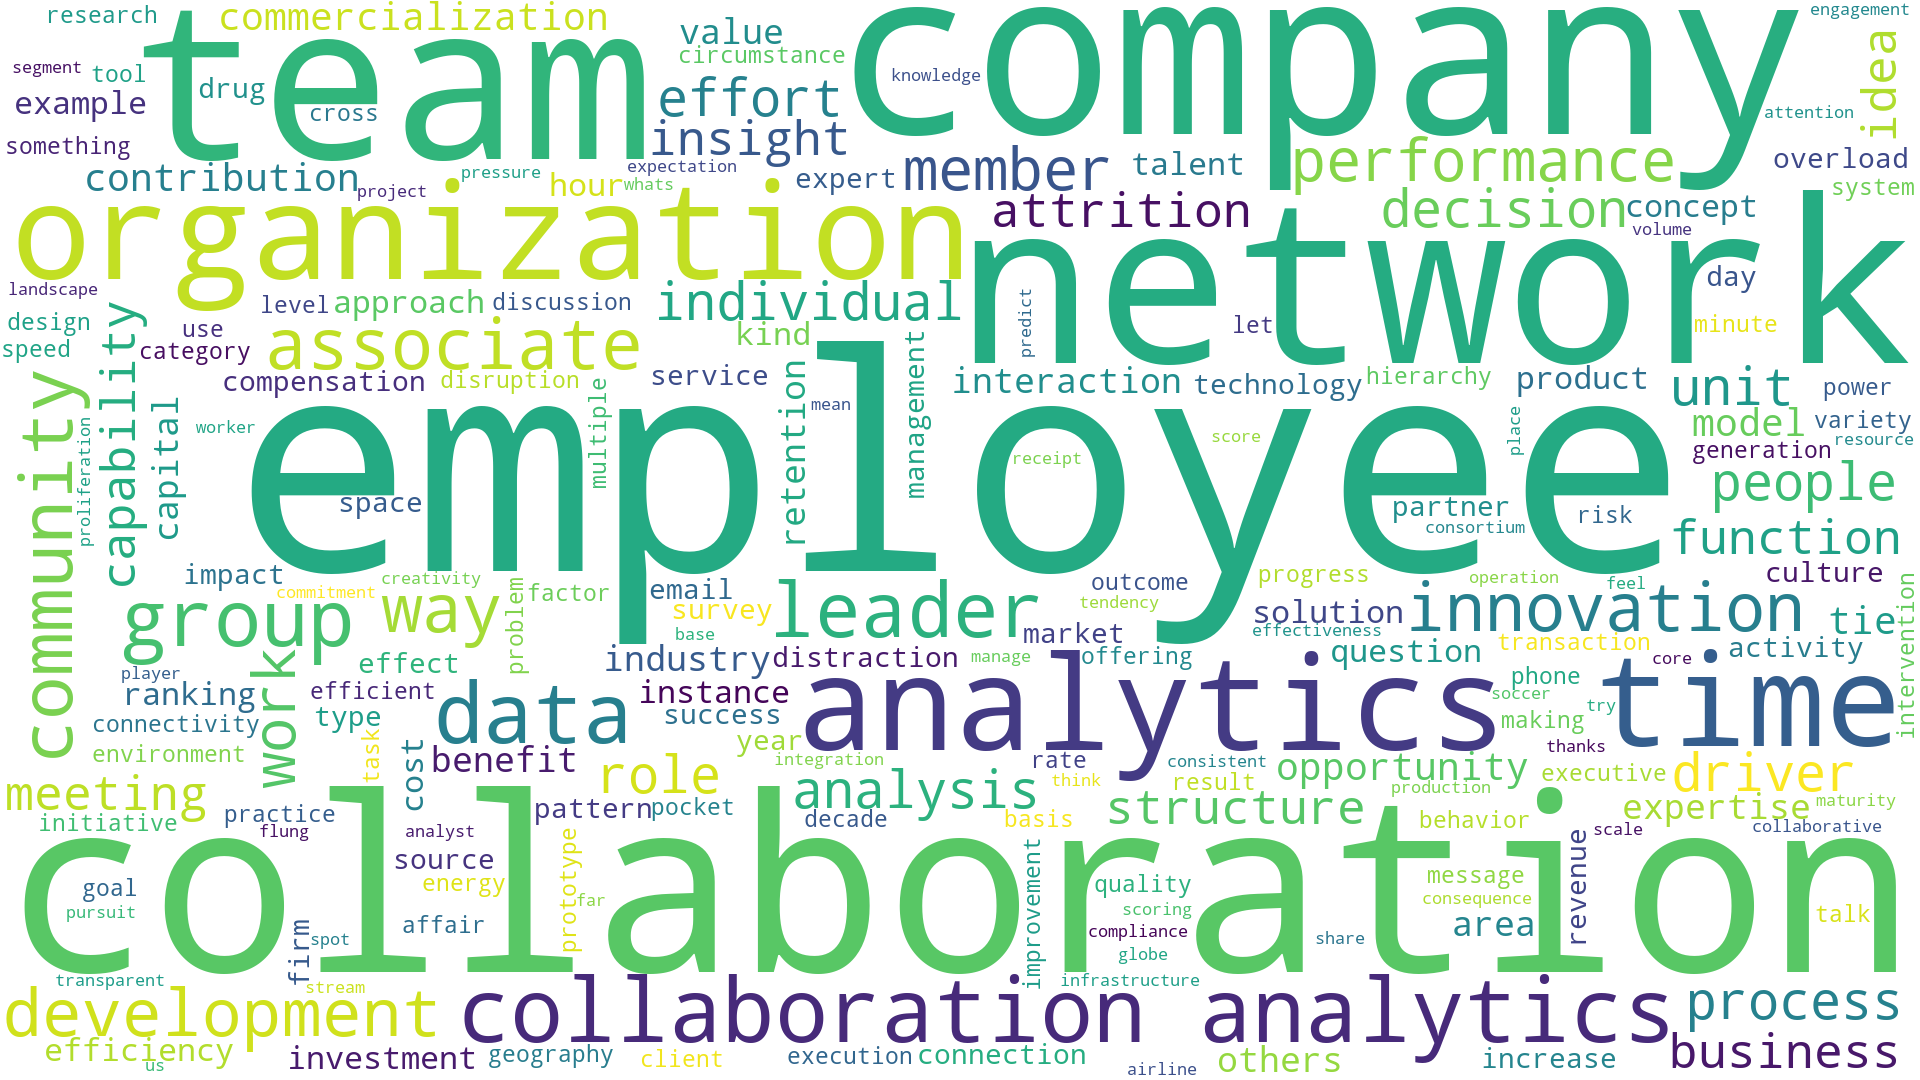 research
commercialization
team
value
circumstance
company
engagement
segment
tool
drug
example
cross
effort
knowledge
idea
attention
something
insight
contribution
project
pressure
expectation
hour
whats
expert
member
talent
performance
overload
system
organization
attrition
decision
concept
volume
network
landscape
design
speed
level
approach
discussion
individual
use
category
associate
kind
predict
let
day
minute
compensation
disruption
service
retention
management
interaction
technology
hierarchy
product
unit
power
community
capability
capital
proliferation
worker
multiple
mean
employee
score
receipt
place
model
variety
resource
generation
people
space
partner
consortium
risk
function
impact
creativity
commitment
problem
factor
email
survey
base
outcome
tendency
progress
operation
feel
culture
intervention
group
way
leader
market
solution
effectiveness
innovation
tie
transaction
activity
player
ranking
work
effect
industry
distraction
manage
offering
question
phone
core
connectivity
efficient
type
data
instance
success
analytics
soccer
try
making
time
environment
task
cost
benefit
year
integration
role
rate
think
consistent
result
opportunity
thanks
executive
driver
meeting
initiative
practice
flung
analyst
pattern
pocket
analysis
decade
basis
structure
production
behavior
expertise
maturity
scale
collaborative
collaboration
source
energy
prototype
far
goal
pursuit
affair
firm
spot
improvement
quality
scoring
compliance
globe
infrastructure
share
message
consequence
area
revenue
talk
transparent
stream
development
collaboration analytics
process
efficiency
us
investment
geography
client
execution
connection
airline
others
increase
business